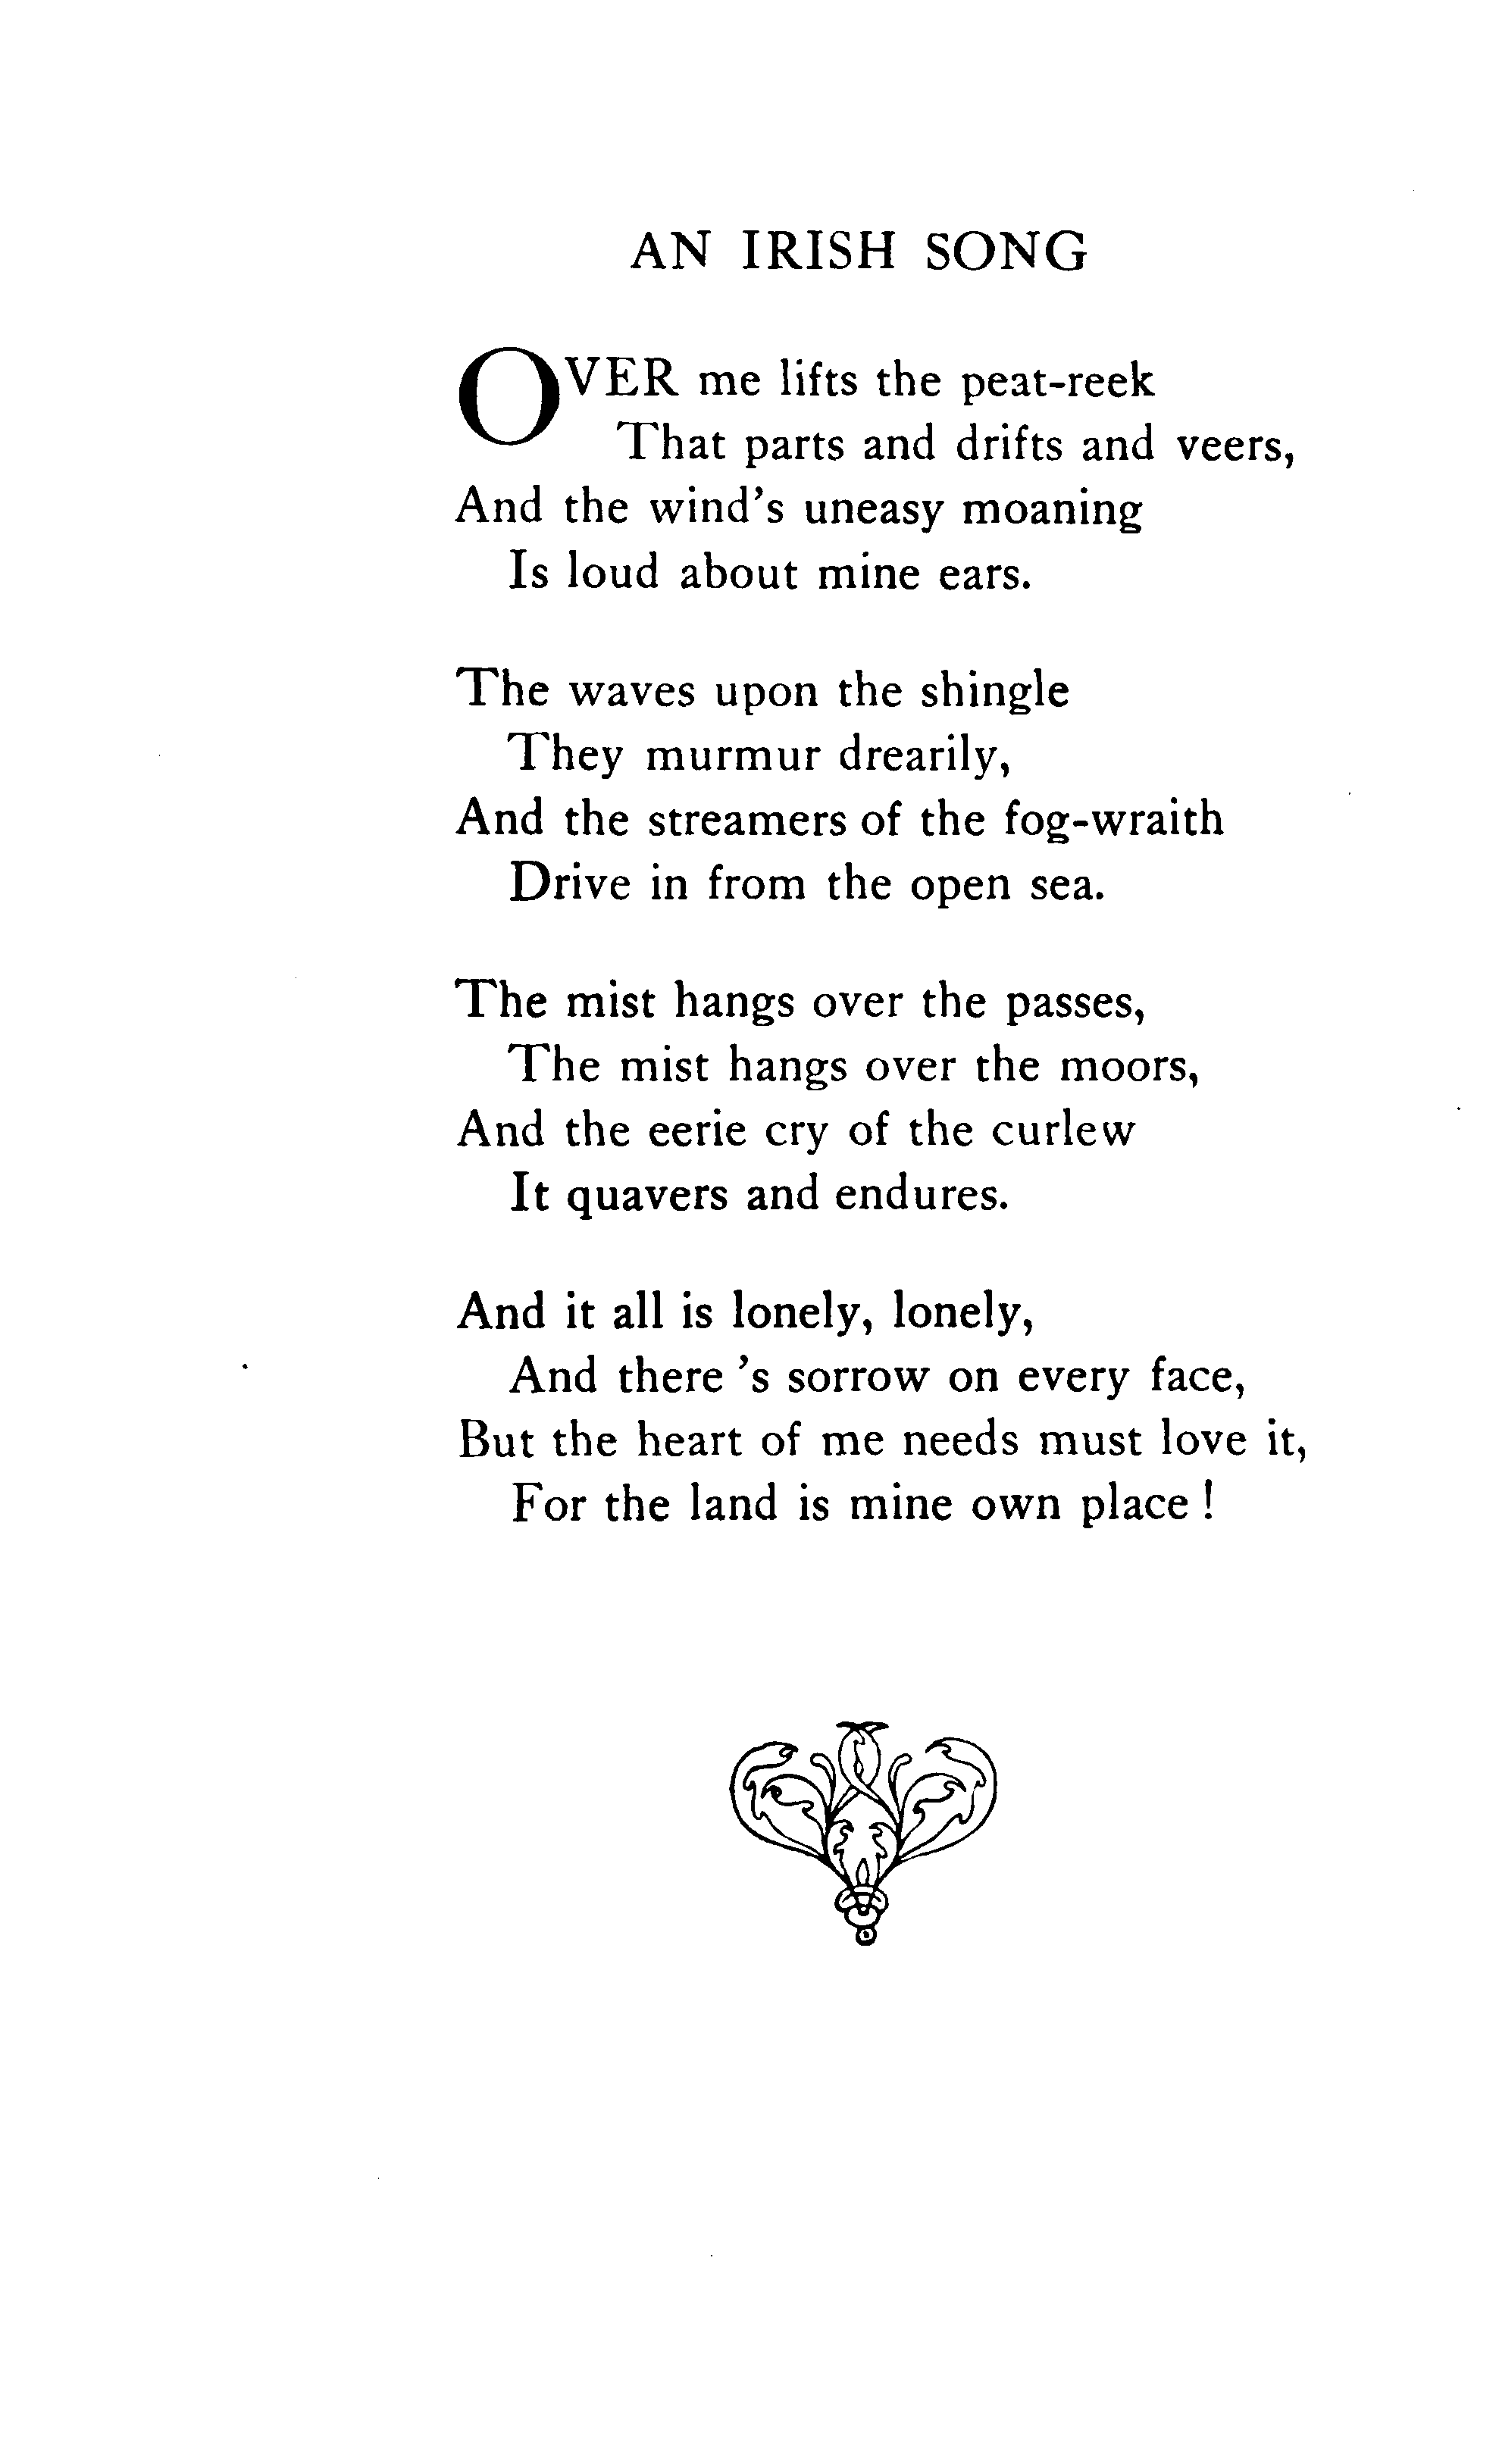 AN IRISH SONG
OVER me lifts the peat-reek
That parts and drifts and veers,
And the wind's uneasy moaning
Is loud about mine ears.
The waves upon the shingle
They murmur drearily,
And the streamers of the fog-wraith
Drive in from the open sea.
The mist hangs over the passes,
The mist hangs over the moors,
And the eerie cry of the curlew
It quavers and endures.
And it all is lonely, lonely,
And there 's sorrow on every face,
But the heart of me needs must love it,
For the land is mine own place !